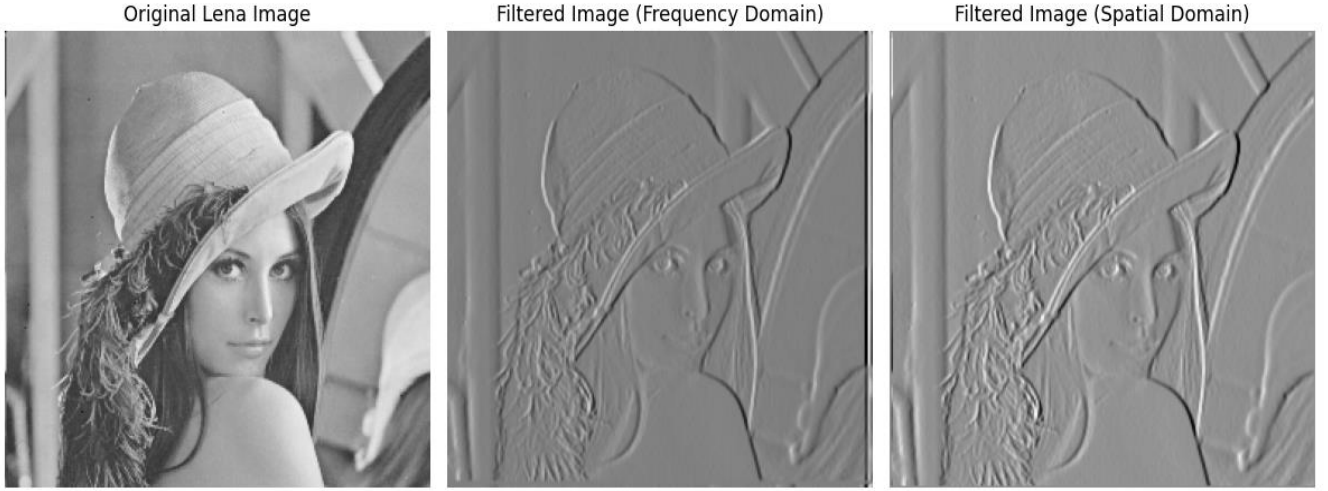 Original Lena Image
Filtered Image (Frequency Domain)
Filtered Image (Spatial Domain)